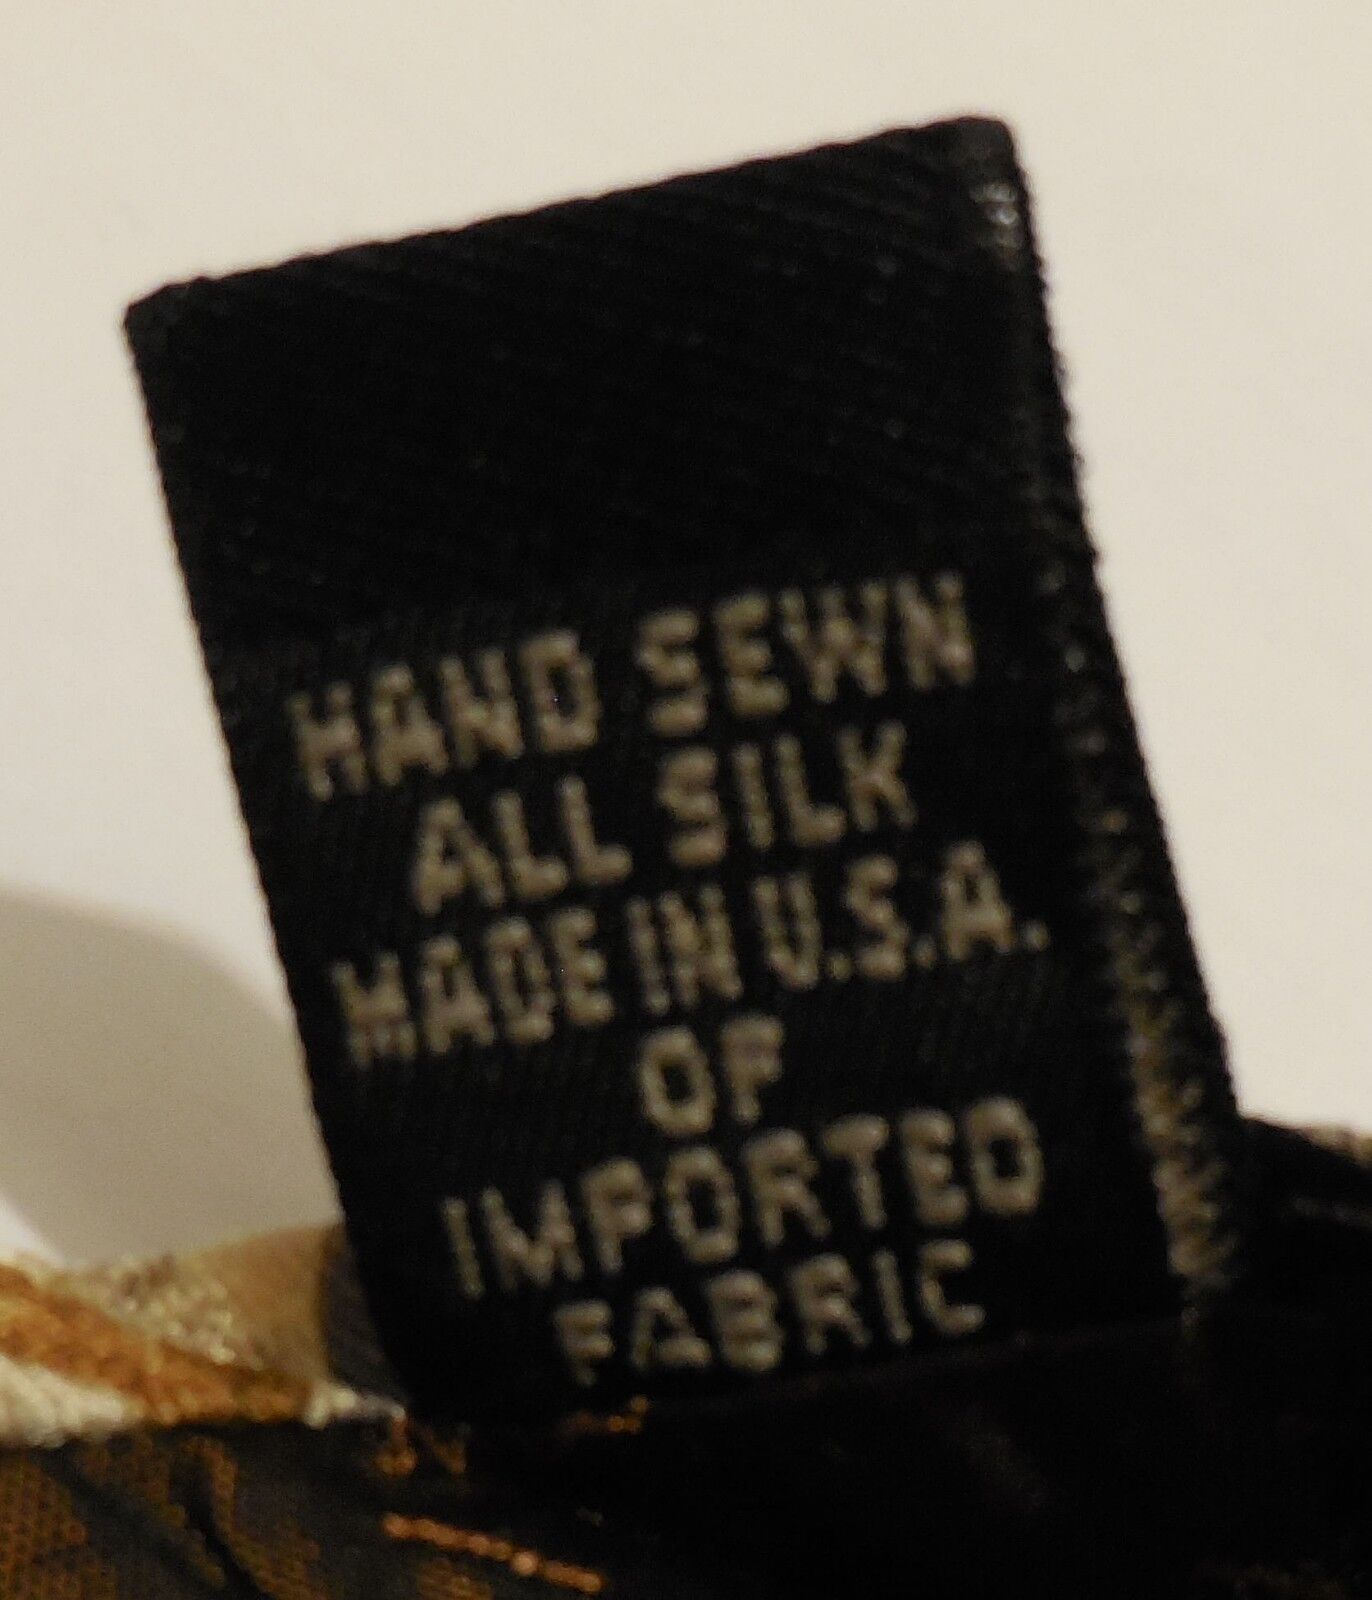 HAND SEWN
ALL SILK
MADE IN U.S.A.
OF
IMPORTED
FABRIC